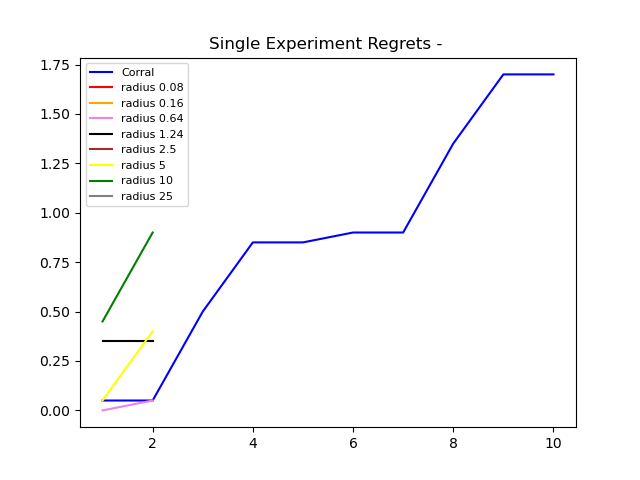 Single Experiment Regrets -
1.75
1.50
1.25
1.00
0.75
0.50
0.25
0.00
Corral
radius 0.08
radius 0.16
radius 0.64
radius 1.24
radius 2.5
radius 5
radius 10
radius 25
2 4 6 8 10